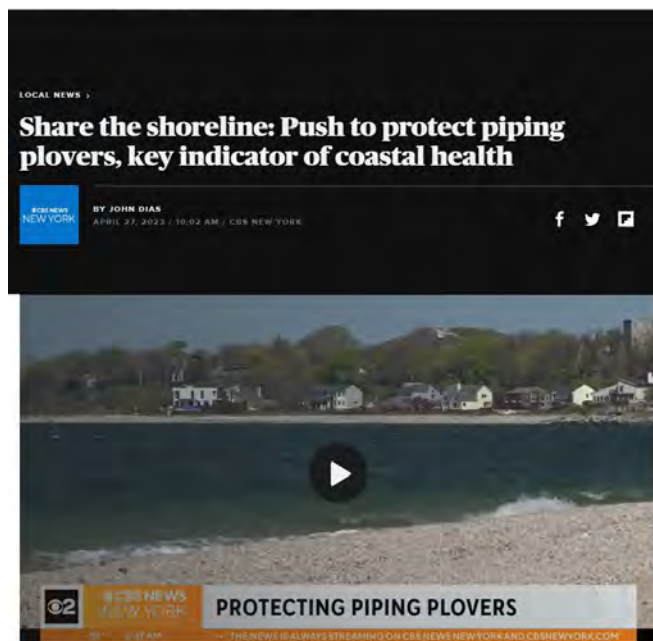 LOCAL NEWS >
Share the shoreline: Push to protect piping
plovers, key indicator of coastal health
CBS NEWS
NEW YORK
BY JOHN DIAS
APRIL 27, 2023 / 10:02 AM / CBS NEW YORK
2
CBS NEWS
NEW YORK
PROTECTING PIPING PLOVERS
THE NEWS IS ALWAYS STREAMING ON CBS NEWS NEW YORK AND CBSNEWYORK.COM